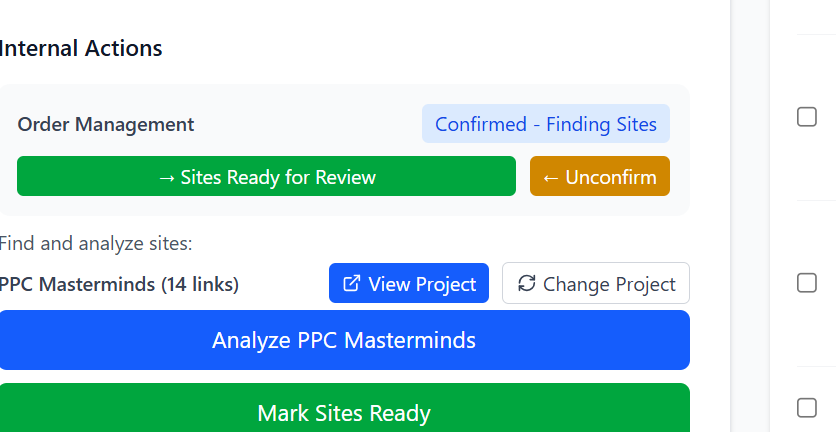 Internal Actions
Order Management
Confirmed - Finding Sites
→ Sites Ready for Review
← Unconfirm
Find and analyze sites:
PPC Masterminds (14 links)
View Project
Change Project
Analyze PPC Masterminds
Mark Sites Ready